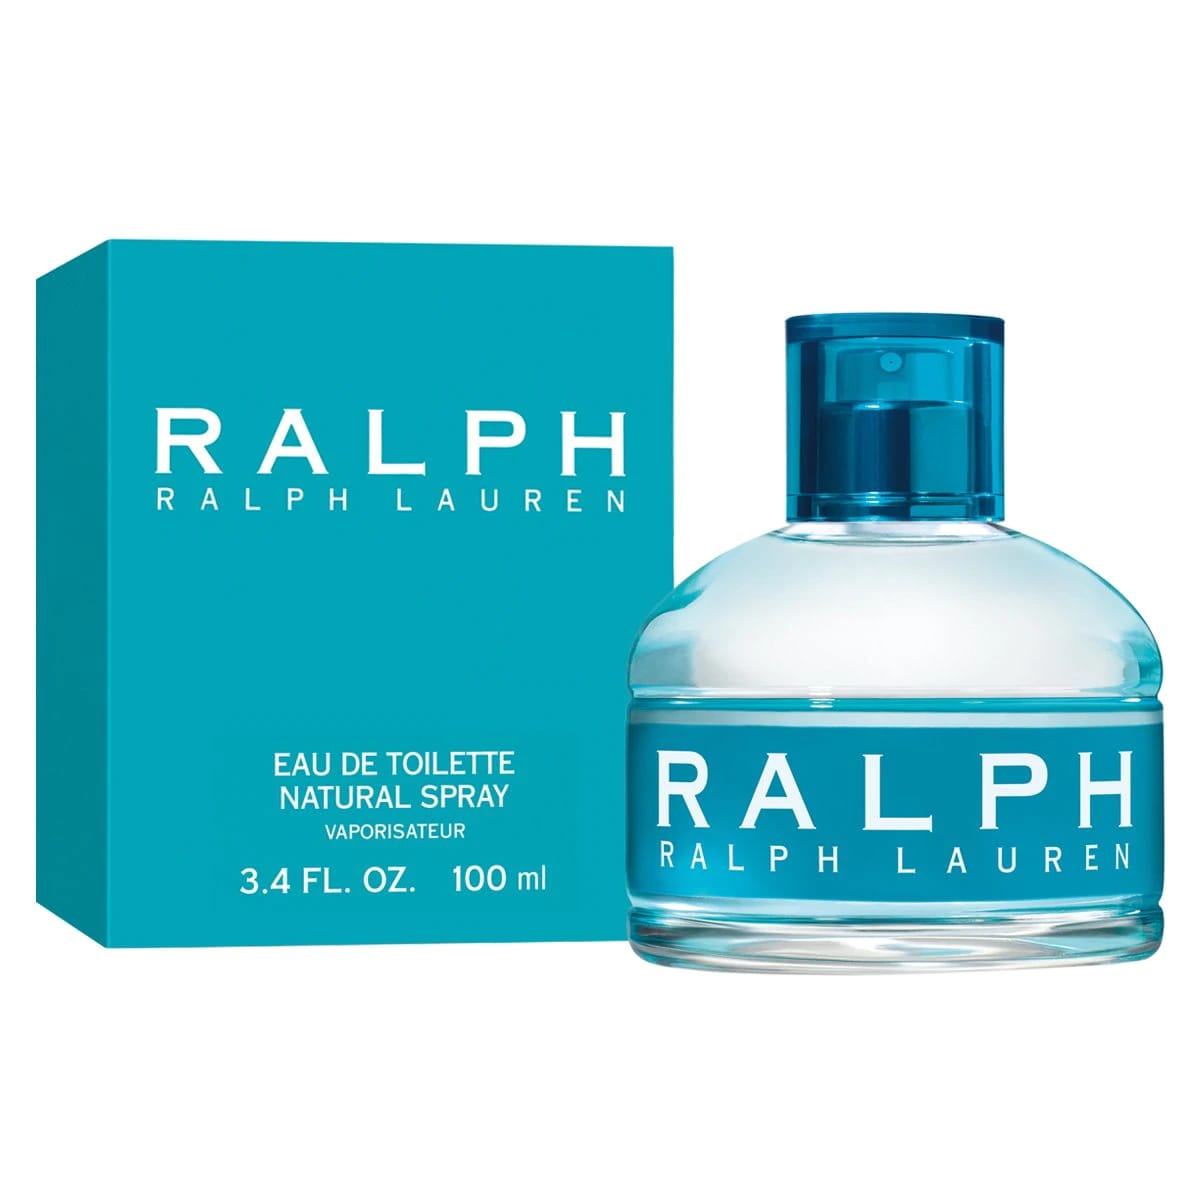 RALPH
RALPH LAUREN
EAU DE TOILETTE
NATURAL SPRAY
VAPORISATEUR
3.4 FL. OZ. 100 ml
RALPH
RALPH LAUREN